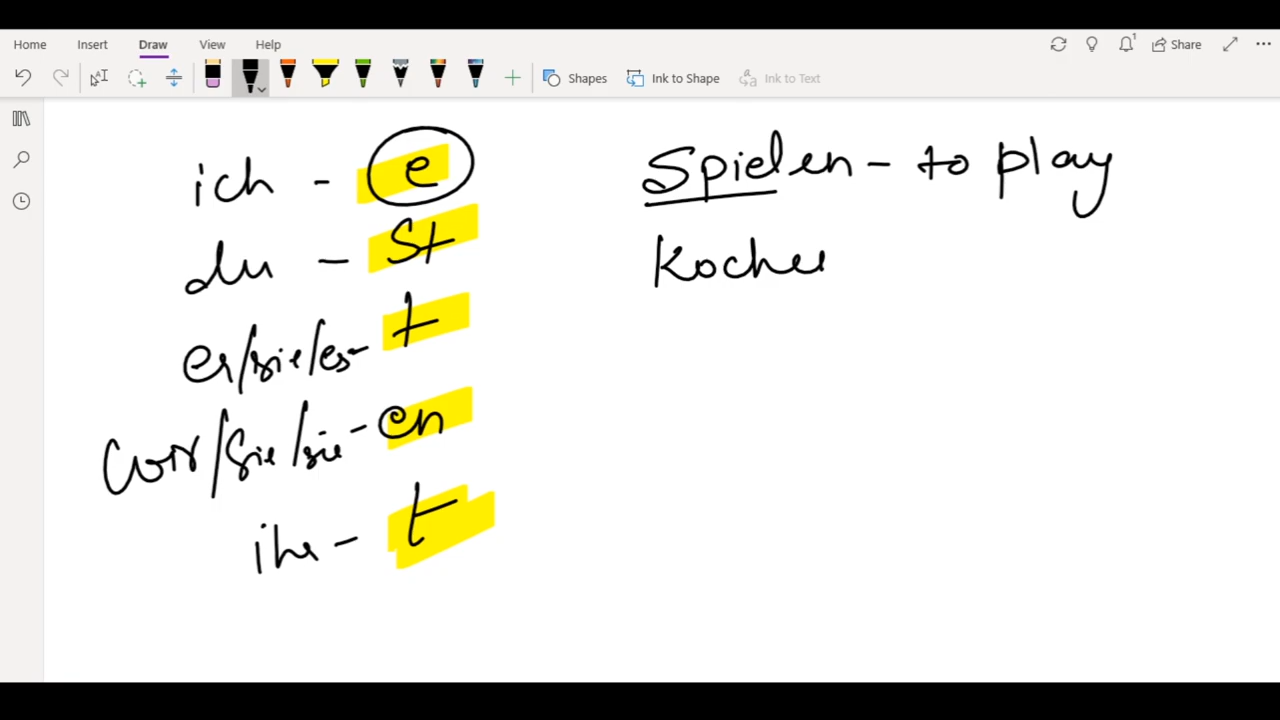 Home Insert Draw View Help Share
Shapes Ink to Shape Ink to Text
ich - e
du - st
er/sie/es- t
wir/Sie/sie - en
ihr - t
Spielen - to play
Kochen